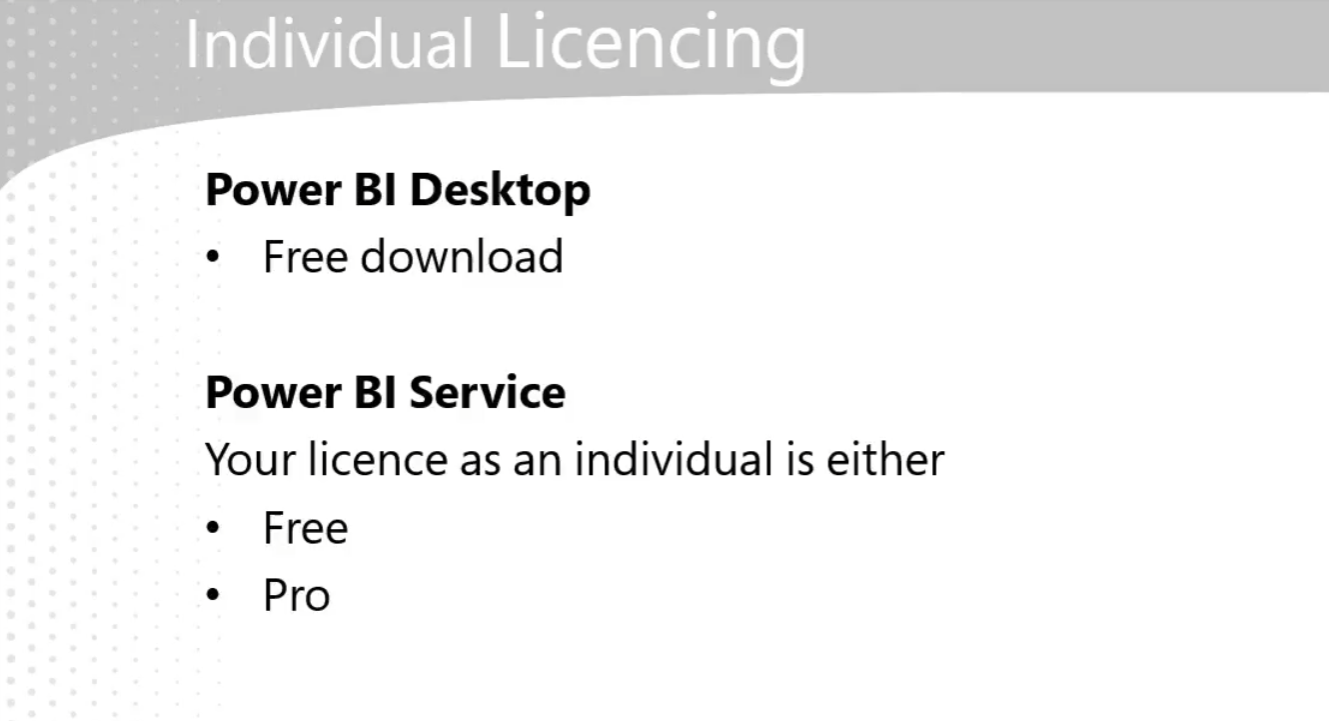 Individual Licencing
Power BI Desktop
• Free download
Power BI Service
Your licence as an individual is either
• Free
• Pro